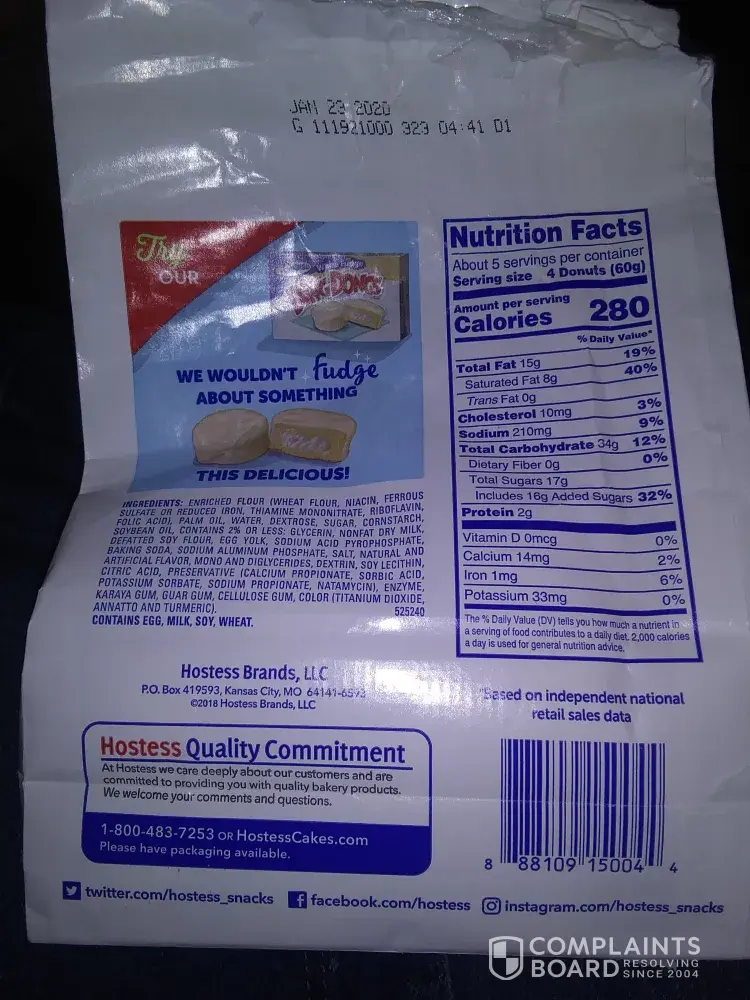 JAN 23 2020
G 111921000 323 04:41 D1
Try
OUR
DING DONGS
WE WOULDN'T fudge
ABOUT SOMETHING
THIS DELICIOUS!
INGREDIENTS: ENRICHED FLOUR (WHEAT FLOUR, NIACIN, FERROUS
SULFATE OR REDUCED IRON, THIAMINE MONONITRATE, RIBOFLAVIN,
FOLIC ACID), PALM OIL, WATER, DEXTROSE, SUGAR, CORNSTARCH,
SOYBEAN OIL, CONTAINS 2% OR LESS: GLYCERIN, NONFAT DRY MILK,
DEFATTED SOY FLOUR, EGG YOLK, SODIUM ACID PYROPHOSPHATE,
BAKING SODA, SODIUM ALUMINUM PHOSPHATE, SALT, NATURAL AND
ARTIFICIAL FLAVOR, MONO AND DIGLYCERIDES, DEXTRIN, SOY LECITHIN,
CITRIC ACID, PRESERVATIVE (CALCIUM PROPIONATE, SORBIC ACID,
POTASSIUM SORBATE, SODIUM PROPIONATE, NATAMYCIN), ENZYME,
KARAYA GUM, GUAR GUM, CELLULOSE GUM, COLOR (TITANIUM DIOXIDE,
ANNATTO AND TURMERIC). 525240
CONTAINS EGG, MILK, SOY, WHEAT.
Hostess Brands, LLC
P.O. Box 419593, Kansas City, MO 64141-6593
©2018 Hostess Brands, LLC
Hostess Quality Commitment
At Hostess we care deeply about our customers and are
committed to providing you with quality bakery products.
We welcome your comments and questions.
1-800-483-7253 OR HostessCakes.com
Please have packaging available.
Nutrition Facts
About 5 servings per container
Serving size 4 Donuts (60g)
Amount per serving
Calories 280
% Daily Value*
Total Fat 15g 19%
Saturated Fat 8g 40%
Trans Fat 0g
Cholesterol 10mg 3%
Sodium 210mg 9%
Total Carbohydrate 34g 12%
Dietary Fiber 0g 0%
Total Sugars 17g
Includes 16g Added Sugars 32%
Protein 2g
Vitamin D 0mcg 0%
Calcium 14mg 2%
Iron 1mg 6%
Potassium 33mg 0%
The % Daily Value (DV) tells you how much a nutrient in
a serving of food contributes to a daily diet. 2,000 calories
a day is used for general nutrition advice.
Based on independent national
retail sales data
8 88109 15004 4
twitter.com/hostess_snacks facebook.com/hostess instagram.com/hostess_snacks
COMPLAINTS
BOARD RESOLVING
SINCE 2004